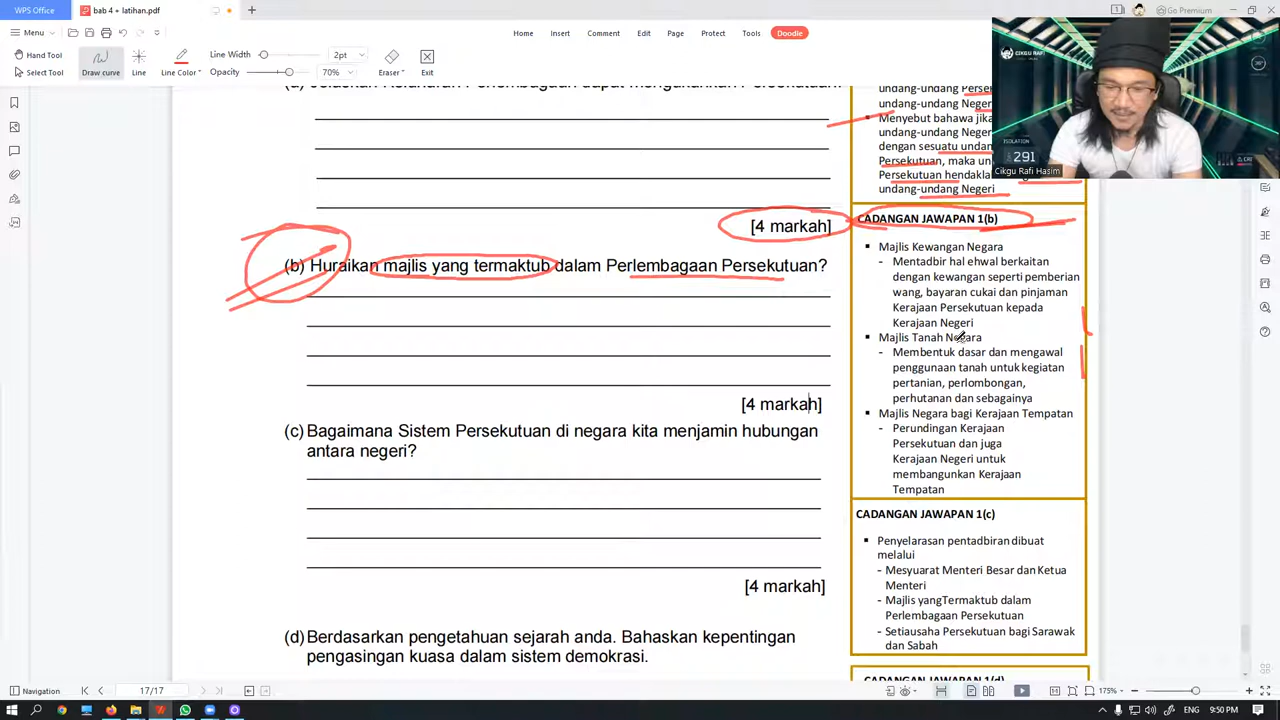 WPS Office
bab 4 + latihan.pdf
Go Premium
Menu
Home
Insert
Comment
Edit
Page
Protect
Tools
Doodle
Hand Tool
Select Tool
Draw curve
Line
Line Color
Line Width
2pt
Opacity
70%
Eraser
Exit
CIKGU RAFI
ISOLATION
291
Cikgu Rafi Hasim
[4 markah]
(b) Huraikan majlis yang termaktub dalam Perlembagaan Persekutuan?
[4 markah]
(c) Bagaimana Sistem Persekutuan di negara kita menjamin hubungan
antara negeri?
[4 markah]
(d) Berdasarkan pengetahuan sejarah anda. Bahaskan kepentingan
pengasingan kuasa dalam sistem demokrasi.
undang-undang
undang-undang
Menyebut bahawa jika
undang-undang Negeri
dengan sesuatu
Persekutuan, maka
Persekutuan
undang-undang Negeri
CADANGAN JAWAPAN 1(b)
▪ Majlis Kewangan Negara
- Mentadbir hal ehwal berkaitan
dengan kewangan seperti pemberian
wang, bayaran cukai dan pinjaman
Kerajaan Persekutuan kepada
Kerajaan Negeri
▪ Majlis Tanah Negara
- Membentuk dasar dan mengawal
penggunaan tanah untuk kegiatan
pertanian, perlombongan,
perhutanan dan sebagainya
▪ Majlis Negara bagi Kerajaan Tempatan
- Perundingan Kerajaan
Persekutuan dan juga
Kerajaan Negeri untuk
membangunkan Kerajaan
Tempatan
CADANGAN JAWAPAN 1(c)
▪ Penyelarasan pentadbiran dibuat
melalui
- Mesyuarat Menteri Besar dan Ketua
Menteri
- Majlis yangTermaktub dalam
Perlembagaan Persekutuan
- Setiausaha Persekutuan bagi Sarawak
dan Sabah
Navigation
17/17
175%
ENG
9:50 PM